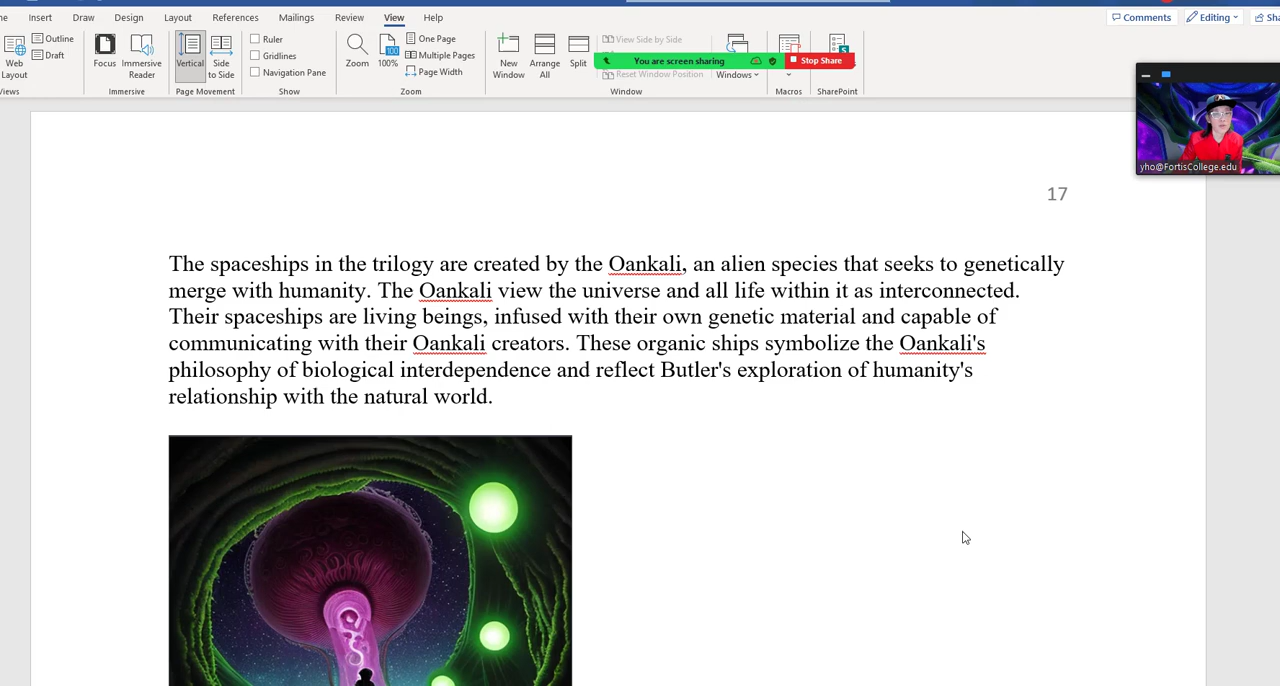 Insert Draw Design Layout References Mailings Review View Help
Comments Editing
Web Layout
Outline
Draft
Focus
Immersive Reader
Immersive
Vertical
Side to Side
Page Movement
Ruler
Gridlines
Navigation Pane
Show
Zoom
100
100%
One Page
Multiple Pages
Page Width
Zoom
New Window
Arrange All
Split
View Side by Side
Reset Window Position
Windows
Window
You are screen sharing
Stop Share
Macros
SharePoint
yho@FortisCollege.edu
17
The spaceships in the trilogy are created by the Oankali, an alien species that seeks to genetically
merge with humanity. The Oankali view the universe and all life within it as interconnected.
Their spaceships are living beings, infused with their own genetic material and capable of
communicating with their Oankali creators. These organic ships symbolize the Oankali's
philosophy of biological interdependence and reflect Butler's exploration of humanity's
relationship with the natural world.